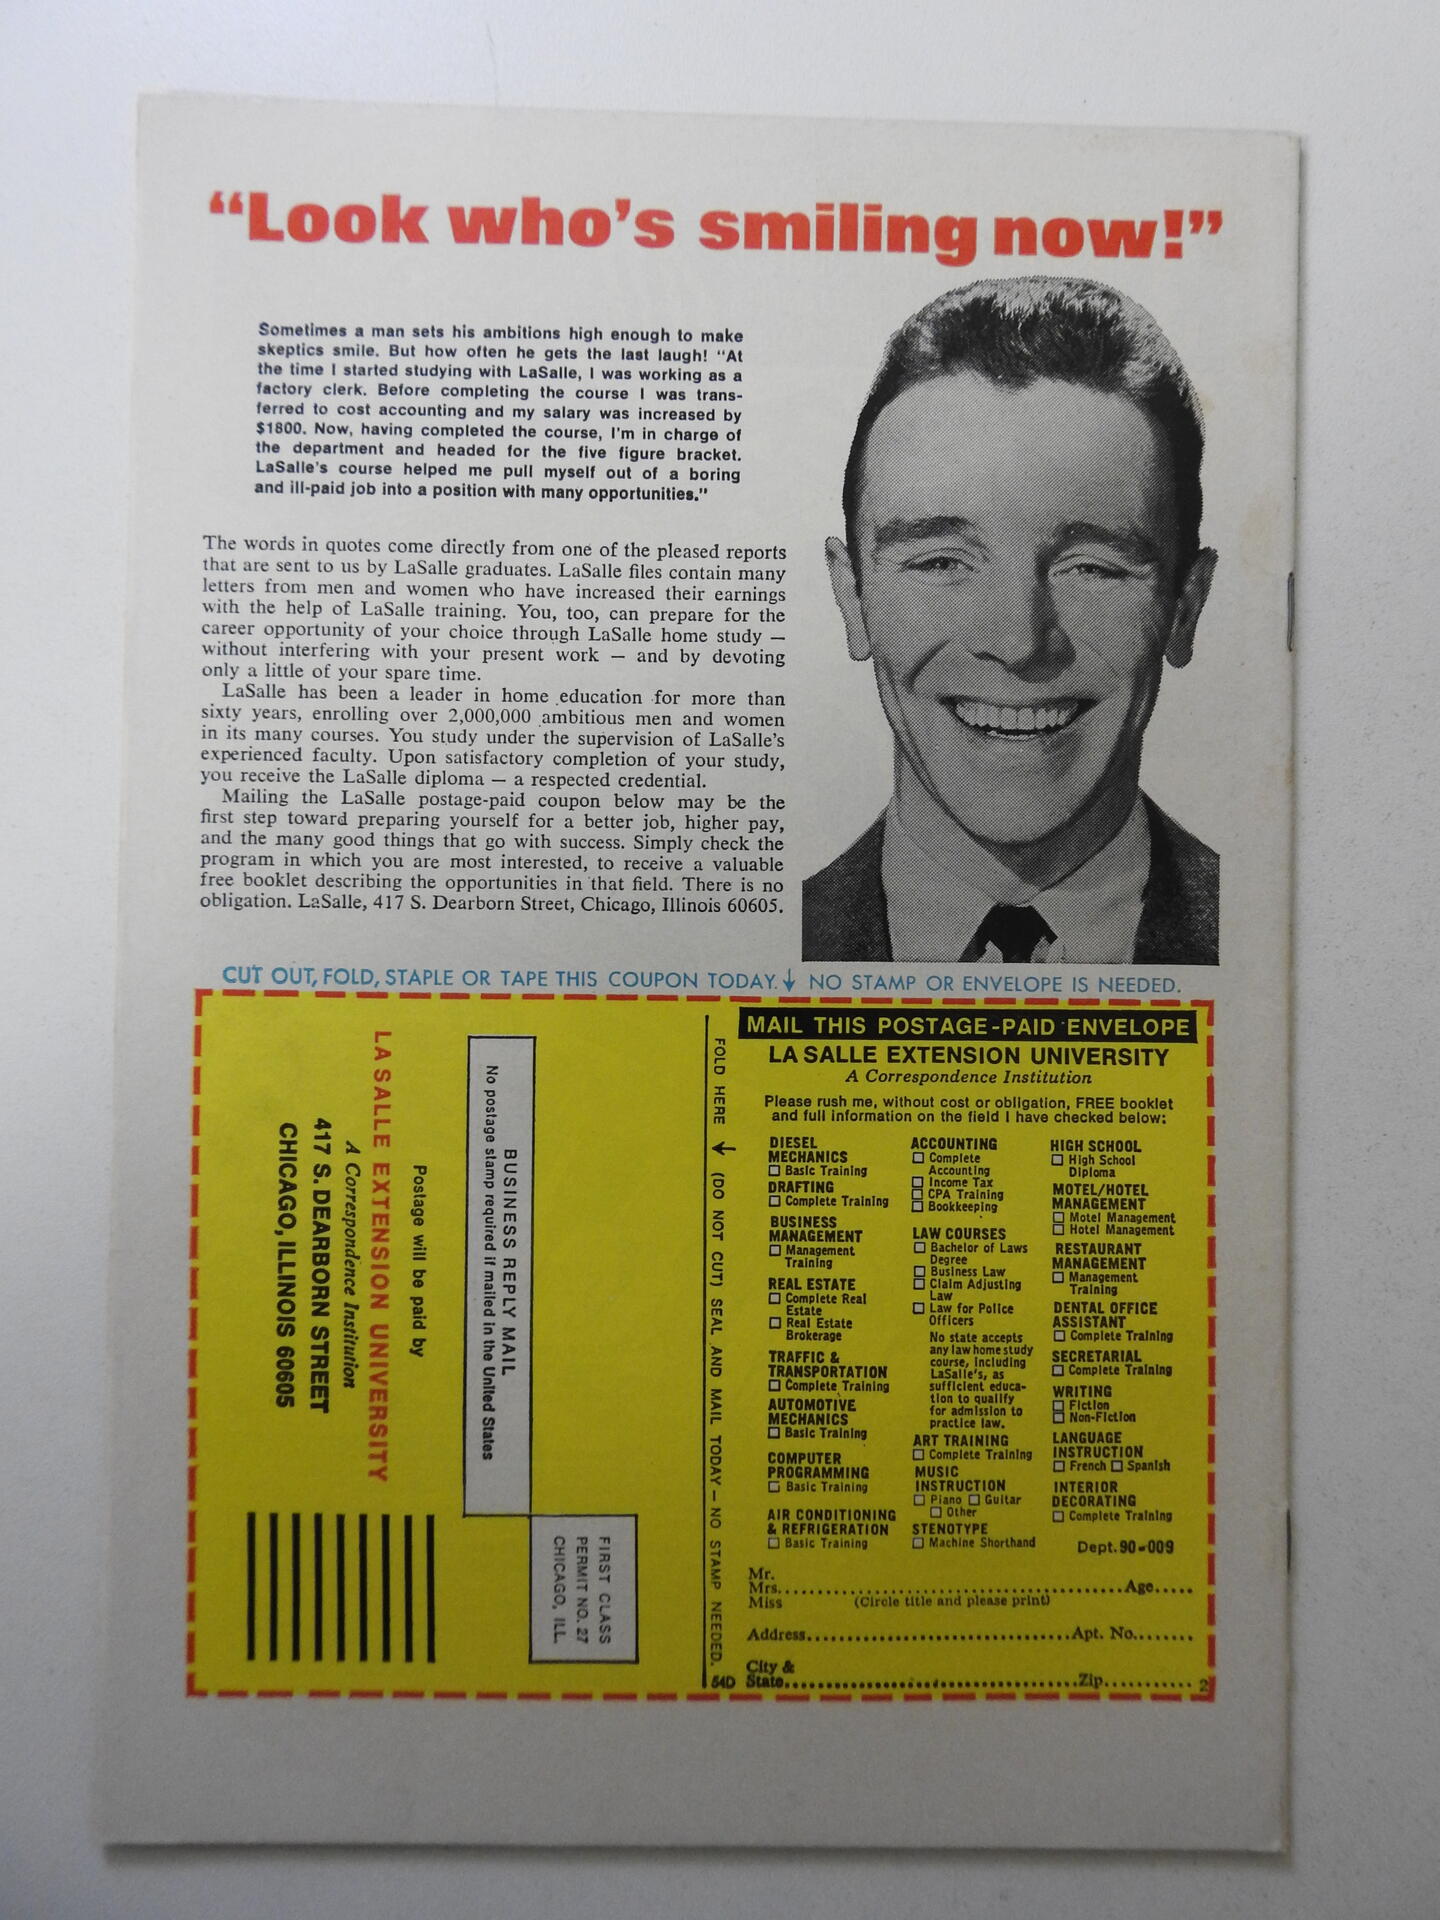 “Look who’s smiling now!”
Sometimes a man sets his ambitions high enough to make
skeptics smile. But how often he gets the last laugh! “At
the time I started studying with LaSalle, I was working as a
factory clerk. Before completing the course I was trans-
ferred to cost accounting and my salary was increased by
$1800. Now, having completed the course, I’m in charge of
the department and headed for the five figure bracket.
LaSalle’s course helped me pull myself out of a boring
and ill-paid job into a position with many opportunities.”
The words in quotes come directly from one of the pleased reports
that are sent to us by LaSalle graduates. LaSalle files contain many
letters from men and women who have increased their earnings
with the help of LaSalle training. You, too, can prepare for the
career opportunity of your choice through LaSalle home study —
without interfering with your present work — and by devoting
only a little of your spare time.
LaSalle has been a leader in home education for more than
sixty years, enrolling over 2,000,000 ambitious men and women
in its many courses. You study under the supervision of LaSalle’s
experienced faculty. Upon satisfactory completion of your study,
you receive the LaSalle diploma — a respected credential.
Mailing the LaSalle postage-paid coupon below may be the
first step toward preparing yourself for a better job, higher pay,
and the many good things that go with success. Simply check the
program in which you are most interested, to receive a valuable
free booklet describing the opportunities in that field. There is no
obligation. LaSalle, 417 S. Dearborn Street, Chicago, Illinois 60605.
CUT OUT, FOLD, STAPLE OR TAPE THIS COUPON TODAY. ↓ NO STAMP OR ENVELOPE IS NEEDED.
FIRST CLASS
PERMIT NO. 27
CHICAGO, ILL.
BUSINESS REPLY MAIL
No postage stamp required if mailed in the United States
Postage will be paid by
LA SALLE EXTENSION UNIVERSITY
A Correspondence Institution
417 S. DEARBORN STREET
CHICAGO, ILLINOIS 60605
FOLD HERE ↓ (DO NOT CUT) SEAL AND MAIL TODAY — NO STAMP NEEDED.
54D
MAIL THIS POSTAGE-PAID ENVELOPE
LA SALLE EXTENSION UNIVERSITY
A Correspondence Institution
Please rush me, without cost or obligation, FREE booklet
and full information on the field I have checked below:
DIESEL
MECHANICS
☐ Basic Training
DRAFTING
☐ Complete Training
BUSINESS
MANAGEMENT
☐ Management
Training
REAL ESTATE
☐ Complete Real
Estate
☐ Real Estate
Brokerage
TRAFFIC &
TRANSPORTATION
☐ Complete Training
AUTOMOTIVE
MECHANICS
☐ Basic Training
COMPUTER
PROGRAMMING
☐ Basic Training
AIR CONDITIONING
& REFRIGERATION
☐ Basic Training
ACCOUNTING
☐ Complete
Accounting
☐ Income Tax
☐ CPA Training
☐ Bookkeeping
LAW COURSES
☐ Bachelor of Laws
Degree
☐ Business Law
☐ Claim Adjusting
Law
☐ Law for Police
Officers
No state accepts
any law home study
course, including
LaSalle’s, as
sufficient educa-
tion to qualify
for admission to
practice law.
ART TRAINING
☐ Complete Training
MUSIC
INSTRUCTION
☐ Piano ☐ Guitar
☐ Other
STENOTYPE
☐ Machine Shorthand
HIGH SCHOOL
☐ High School
Diploma
MOTEL/HOTEL
MANAGEMENT
☐ Motel Management
☐ Hotel Management
RESTAURANT
MANAGEMENT
☐ Management
Training
DENTAL OFFICE
ASSISTANT
☐ Complete Training
SECRETARIAL
☐ Complete Training
WRITING
☐ Fiction
☐ Non-Fiction
LANGUAGE
INSTRUCTION
☐ French ☐ Spanish
INTERIOR
DECORATING
☐ Complete Training
Dept. 90-009
Mr.
Mrs. Age
Miss (Circle title and please print)
Address Apt. No.
City &
State Zip 2